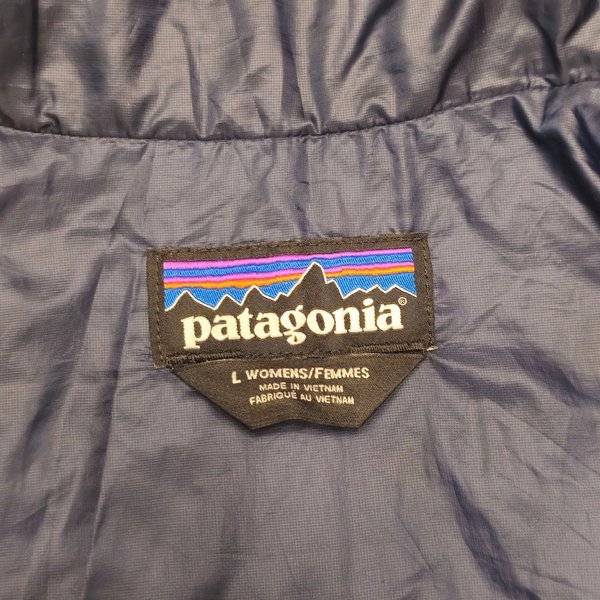 patagonia®
L WOMENS/FEMMES
MADE IN VIETNAM
FABRIQUÉ AU VIETNAM